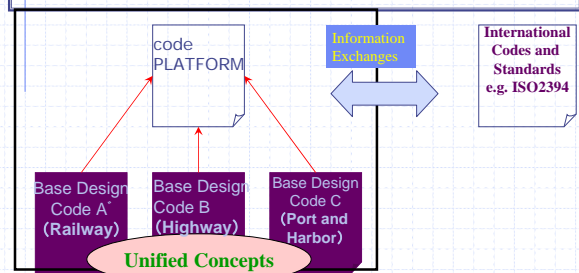 code
PLATFORM
Information
Exchanges
International
Codes and
Standards
e.g. ISO2394
Base Design
Code A*
(Railway)
Base Design
Code B
(Highway)
Base Design
Code C
(Port and
Harbor)
Unified Concepts